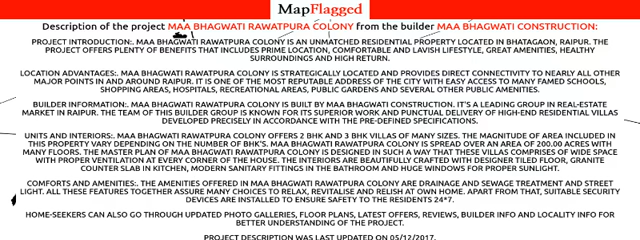 MapFlagged
Description of the project MAA BHAGWATI RAWATPURA COLONY from the builder MAA BHAGWATI CONSTRUCTION:
PROJECT INTRODUCTION:. MAA BHAGWATI RAWATPURA COLONY IS AN UNMATCHED RESIDENTIAL PROPERTY LOCATED IN BHATAGAON, RAIPUR. THE
PROJECT OFFERS PLENTY OF BENEFITS THAT INCLUDES PRIME LOCATION, COMFORTABLE AND LAVISH LIFESTYLE, GREAT AMENITIES, HEALTHY
SURROUNDINGS AND HIGH RETURN.
LOCATION ADVANTAGES:. MAA BHAGWATI RAWATPURA COLONY IS STRATEGICALLY LOCATED AND PROVIDES DIRECT CONNECTIVITY TO NEARLY ALL OTHER
MAJOR POINTS IN AND AROUND RAIPUR. IT IS ONE OF THE MOST REPUTABLE ADDRESS OF THE CITY WITH EASY ACCESS TO MANY FAMED SCHOOLS,
SHOPPING AREAS, HOSPITALS, RECREATIONAL AREAS, PUBLIC GARDENS AND SEVERAL OTHER PUBLIC AMENITIES.
BUILDER INFORMATION:. MAA BHAGWATI RAWATPURA COLONY IS BUILT BY MAA BHAGWATI CONSTRUCTION. IT'S A LEADING GROUP IN REAL-ESTATE
MARKET IN RAIPUR. THE TEAM OF THIS BUILDER GROUP IS KNOWN FOR ITS SUPERIOR WORK AND PUNCTUAL DELIVERY OF HIGH-END RESIDENTIAL VILLAS
DEVELOPED PRECISELY IN ACCORDANCE WITH THE PRE-DEFINED SPECIFICATIONS.
UNITS AND INTERIORS:. MAA BHAGWATI RAWATPURA COLONY OFFERS 2 BHK AND 3 BHK VILLAS OF MANY SIZES. THE MAGNITUDE OF AREA INCLUDED IN
THIS PROPERTY VARY DEPENDING ON THE NUMBER OF BHK'S. MAA BHAGWATI RAWATPURA COLONY IS SPREAD OVER AN AREA OF 200.00 ACRES WITH
MANY FLOORS. THE MASTER PLAN OF MAA BHAGWATI RAWATPURA COLONY IS DESIGNED IN SUCH A WAY THAT THESE VILLAS COMPRISES OF WIDE SPACE
WITH PROPER VENTILATION AT EVERY CORNER OF THE HOUSE. THE INTERIORS ARE BEAUTIFULLY CRAFTED WITH DESIGNER TILED FLOOR, GRANITE
COUNTER SLAB IN KITCHEN, MODERN SANITARY FITTINGS IN THE BATHROOM AND HUGE WINDOWS FOR PROPER SUNLIGHT.
COMFORTS AND AMENITIES:. THE AMENITIES OFFERED IN MAA BHAGWATI RAWATPURA COLONY ARE DRAINAGE AND SEWAGE TREATMENT AND STREET
LIGHT. ALL THESE FEATURES TOGETHER ASSURE MANY CHOICES TO RELAX, REVITALISE AND RELISH AT OWN HOME. APART FROM THAT, SUITABLE SECURITY
DEVICES ARE INSTALLED TO ENSURE SAFETY TO THE RESIDENTS 24*7.
HOME-SEEKERS CAN ALSO GO THROUGH UPDATED PHOTO GALLERIES, FLOOR PLANS, LATEST OFFERS, REVIEWS, BUILDER INFO AND LOCALITY INFO FOR
BETTER UNDERSTANDING OF THE PROJECT.
PROJECT DESCRIPTION WAS LAST UPDATED ON 05/12/2017.